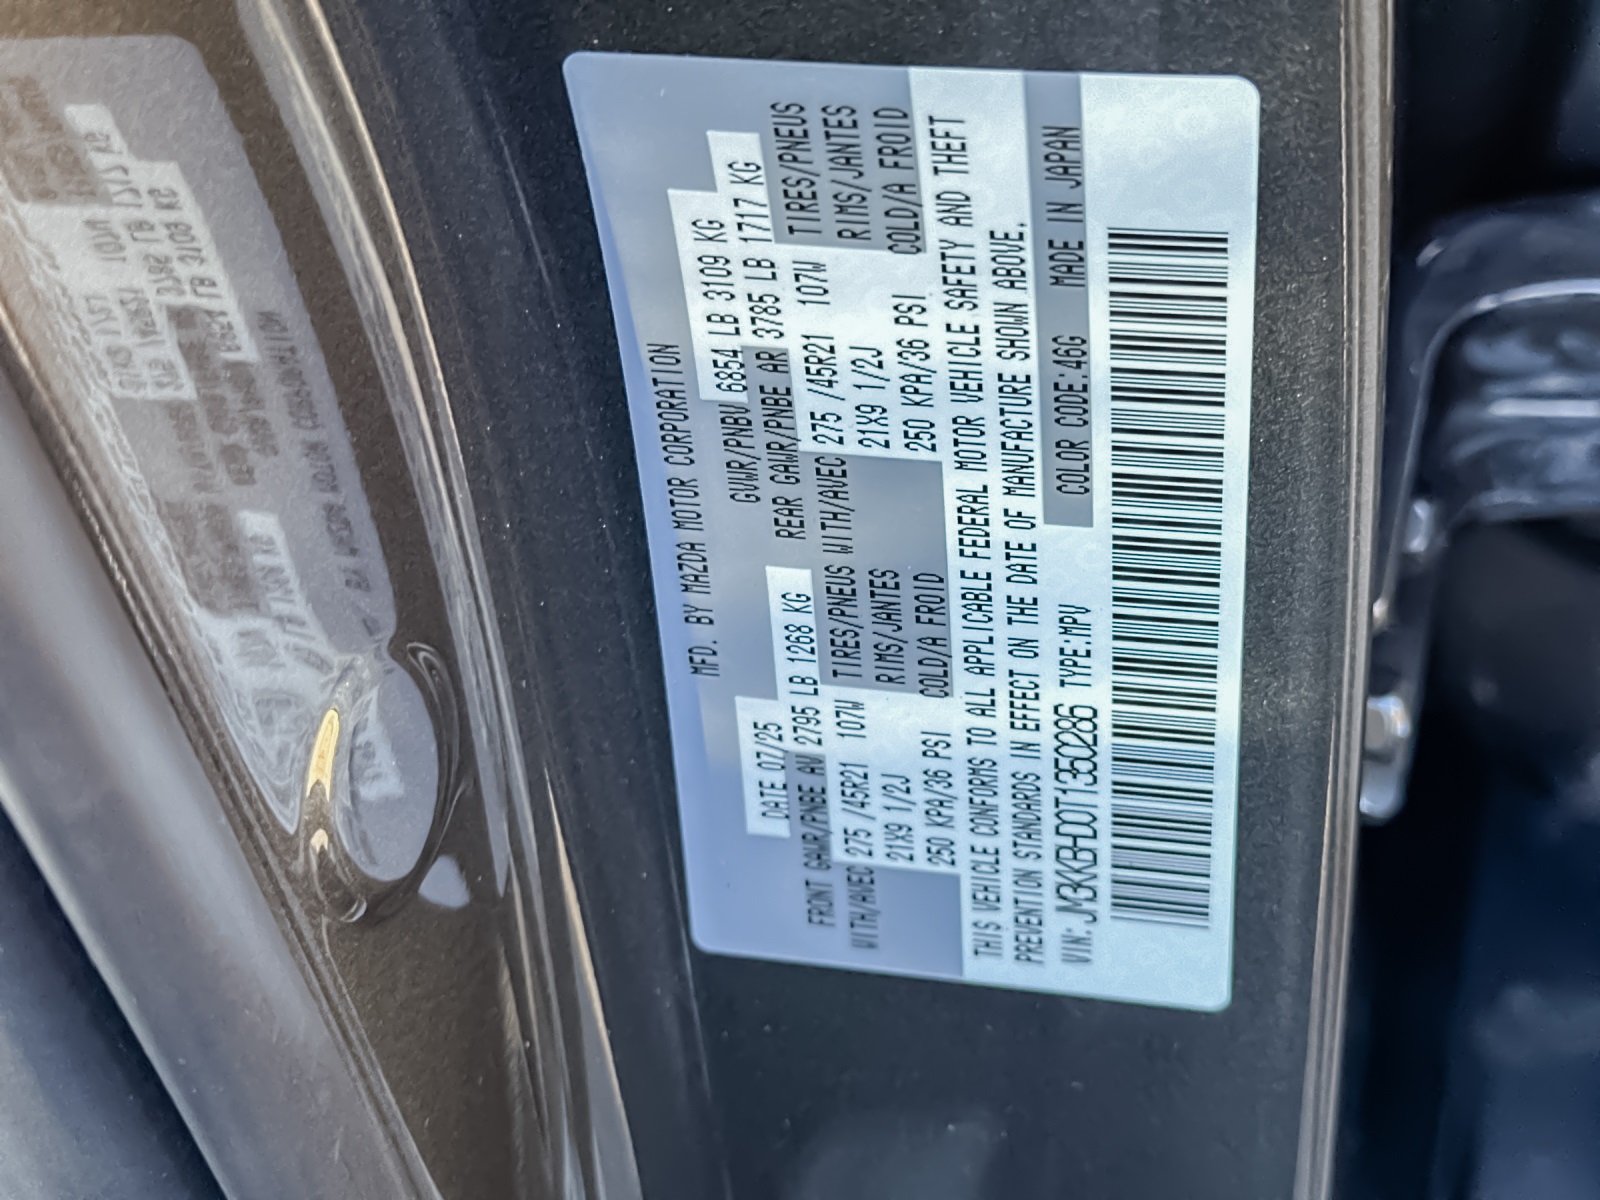 MFD. BY MAZDA MOTOR CORPORATION
DATE 07/25 GVWR/PNBV 6854 LB 3109 KG
FRONT GAWR/PNBE AV 2795 LB 1268 KG REAR GAWR/PNBE AR 3785 LB 1717 KG
WITH/AVEC 275 /45R21 107W TIRES/PNEUS WITH/AVEC 275 /45R21 107W TIRES/PNEUS
21X9 1/2J RIMS/JANTES 21X9 1/2J RIMS/JANTES
250 KPA/36 PSI COLD/A FROID 250 KPA/36 PSI COLD/A FROID
THIS VEHICLE CONFORMS TO ALL APPLICABLE FEDERAL MOTOR VEHICLE SAFETY AND THEFT
PREVENTION STANDARDS IN EFFECT ON THE DATE OF MANUFACTURE SHOWN ABOVE.
VIN: JM3KKBHD0T1350286 TYPE:MPV COLOR CODE:46G MADE IN JAPAN